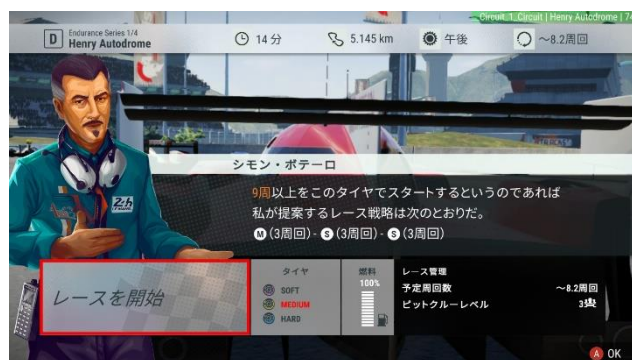 Circuit_1_Circuit | Henry Autodrome | 74
D
Endurance Series 1/4
Henry Autodrome
14 分
5.145 km
午後
～8.2周回
シモン・ボテーロ
9周以上をこのタイヤでスタートするというのであれば
私が提案するレース戦略は次のとおりだ。
M (3周回) - S (3周回) - S (3周回)
24h
レースを開始
タイヤ
SOFT
MEDIUM
HARD
燃料
100%
レース管理
予定周回数 ～8.2周回
ピットクルーレベル 3
A OK